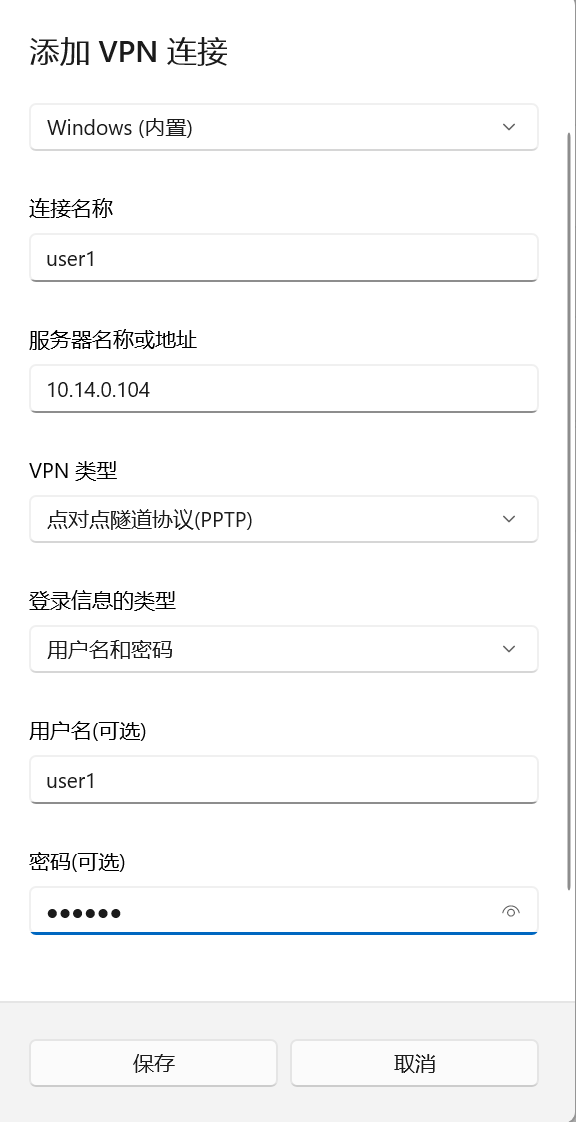 添加 VPN 连接
Windows (内置)
连接名称
user1
服务器名称或地址
10.14.0.104
VPN 类型
点对点隧道协议(PPTP)
登录信息的类型
用户名和密码
用户名(可选)
user1
密码(可选)
●●●●●●
保存
取消